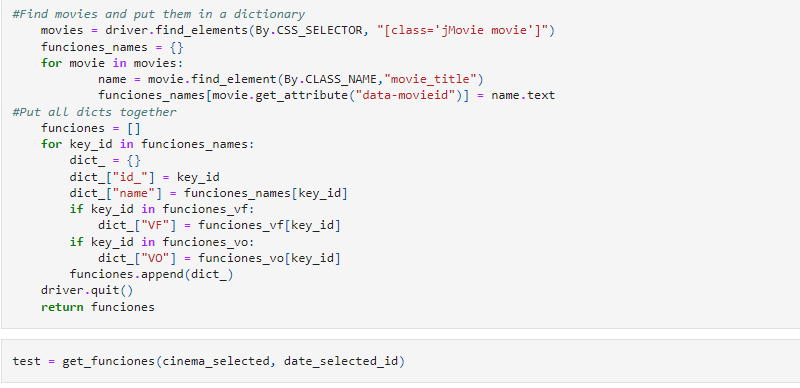 #Find movies and put them in a dictionary
    movies = driver.find_elements(By.CSS_SELECTOR, "[class='jMovie movie']")
    funciones_names = {}
    for movie in movies:
            name = movie.find_element(By.CLASS_NAME,"movie_title")
            funciones_names[movie.get_attribute("data-movieid")] = name.text
#Put all dicts together
    funciones = []
    for key_id in funciones_names:
        dict_ = {}
        dict_["id_"] = key_id
        dict_["name"] = funciones_names[key_id]
        if key_id in funciones_vf:
            dict_["VF"] = funciones_vf[key_id]
        if key_id in funciones_vo:
            dict_["VO"] = funciones_vo[key_id]
        funciones.append(dict_)
    driver.quit()
    return funciones
test = get_funciones(cinema_selected, date_selected_id)